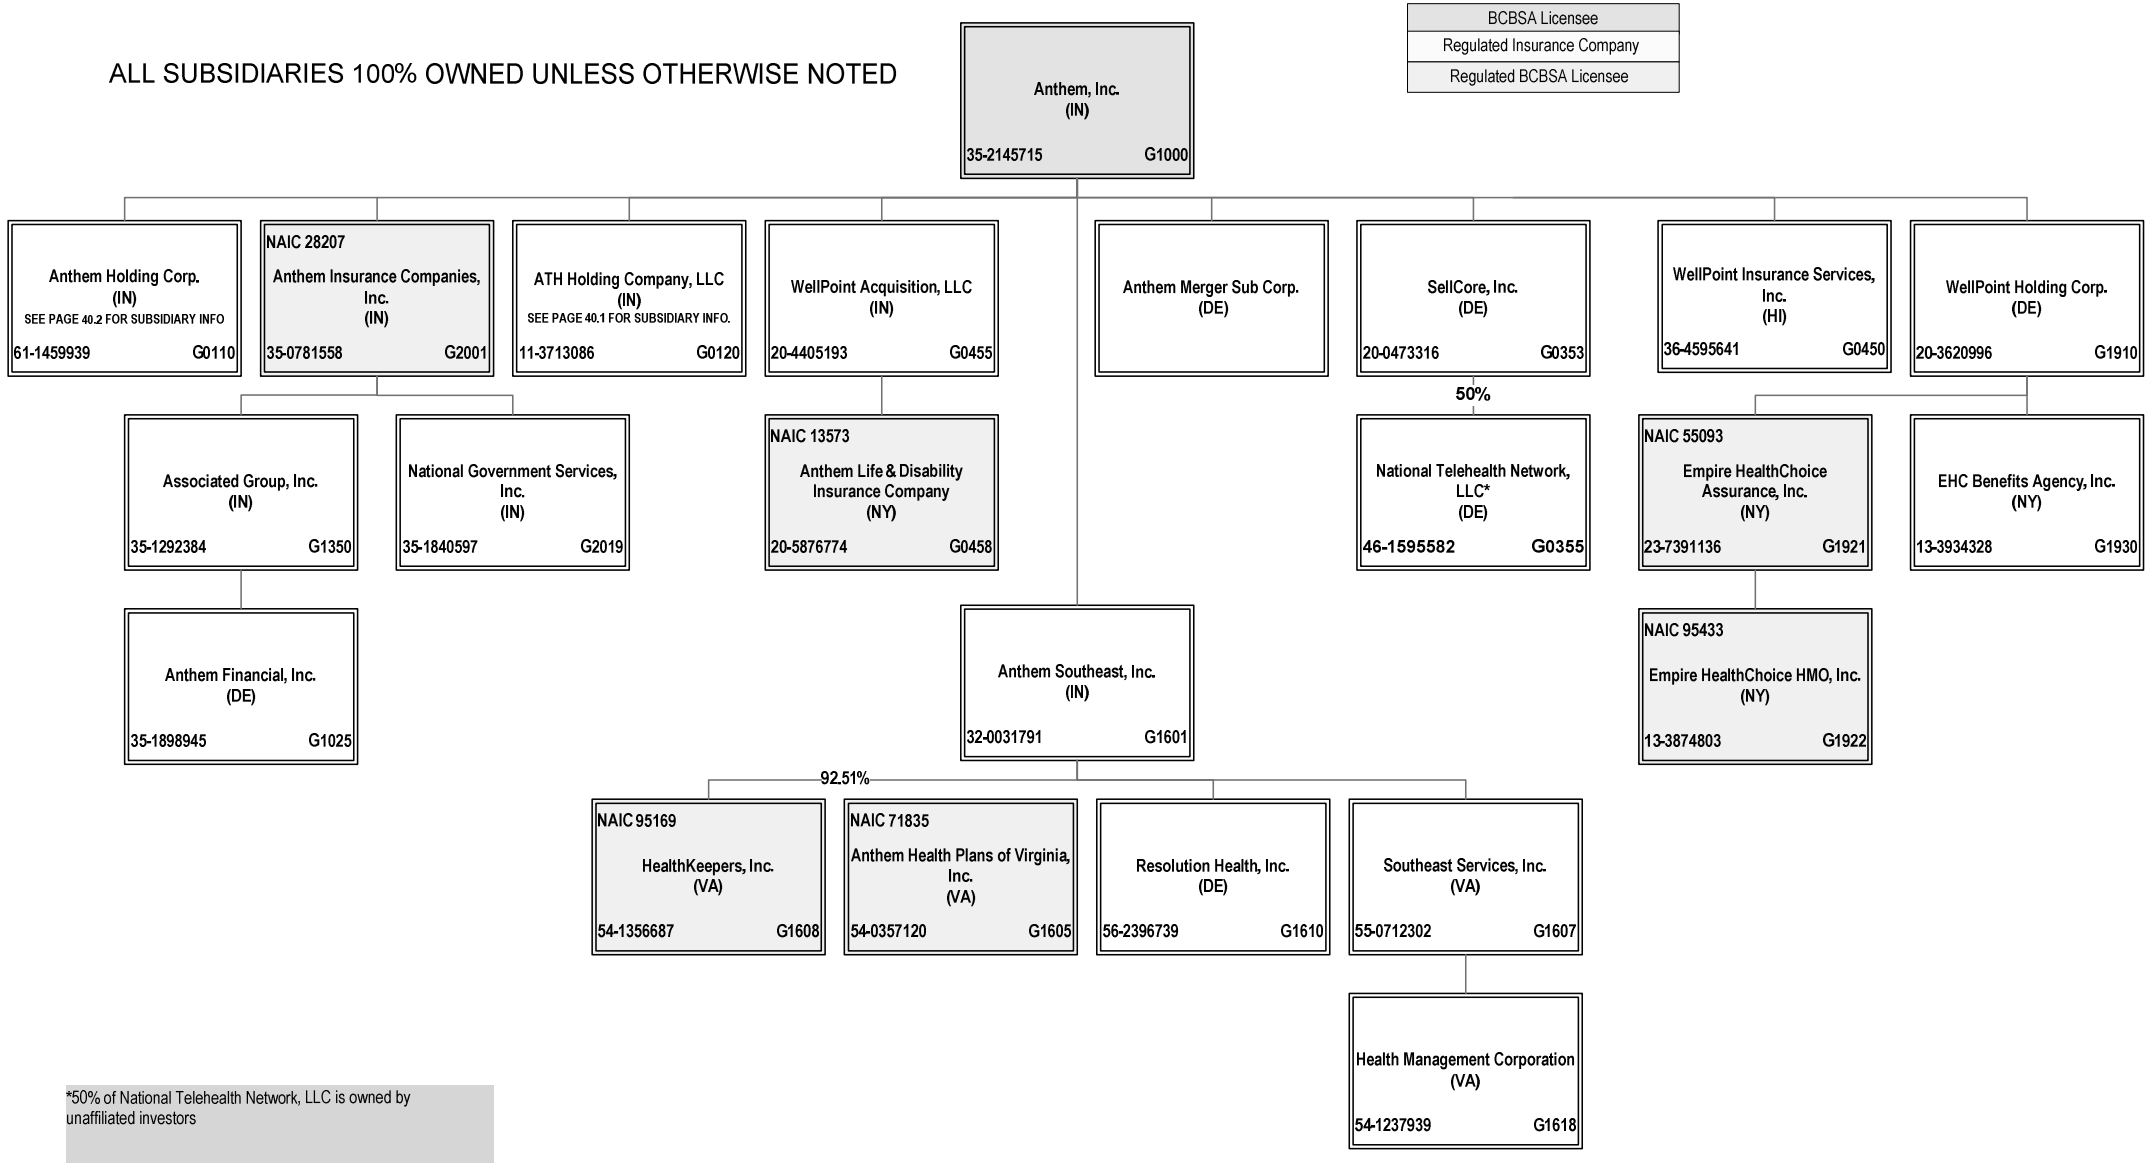 BCBSA Licensee
Regulated Insurance Company
Regulated BCBSA Licensee
ALL SUBSIDIARIES 100% OWNED UNLESS OTHERWISE NOTED
Anthem, Inc.
(IN)
35-2145715 G1000
Anthem Holding Corp.
(IN)
SEE PAGE 40.2 FOR SUBSIDIARY INFO
61-1459939 G0110
NAIC 28207
Anthem Insurance Companies,
Inc.
(IN)
35-0781558 G2001
ATH Holding Company, LLC
(IN)
SEE PAGE 40.1 FOR SUBSIDIARY INFO.
11-3713086 G0120
WellPoint Acquisition, LLC
(IN)
20-4405193 G0455
Anthem Merger Sub Corp.
(DE)
SellCore, Inc.
(DE)
20-0473316 G0353
WellPoint Insurance Services,
Inc.
(HI)
36-4595641 G0450
WellPoint Holding Corp.
(DE)
20-3620996 G1910
50%
Associated Group, Inc.
(IN)
35-1292384 G1350
National Government Services,
Inc.
(IN)
35-1840597 G2019
NAIC 13573
Anthem Life & Disability
Insurance Company
(NY)
20-5876774 G0458
National Telehealth Network,
LLC*
(DE)
46-1595582 G0355
NAIC 55093
Empire HealthChoice
Assurance, Inc.
(NY)
23-7391136 G1921
EHC Benefits Agency, Inc.
(NY)
13-3934328 G1930
Anthem Financial, Inc.
(DE)
35-1898945 G1025
Anthem Southeast, Inc.
(IN)
32-0031791 G1601
NAIC 95433
Empire HealthChoice HMO, Inc.
(NY)
13-3874803 G1922
92.51%
NAIC 95169
HealthKeepers, Inc.
(VA)
54-1356687 G1608
NAIC 71835
Anthem Health Plans of Virginia,
Inc.
(VA)
54-0357120 G1605
Resolution Health, Inc.
(DE)
56-2396739 G1610
Southeast Services, Inc.
(VA)
55-0712302 G1607
Health Management Corporation
(VA)
54-1237939 G1618
*50% of National Telehealth Network, LLC is owned by
unaffiliated investors